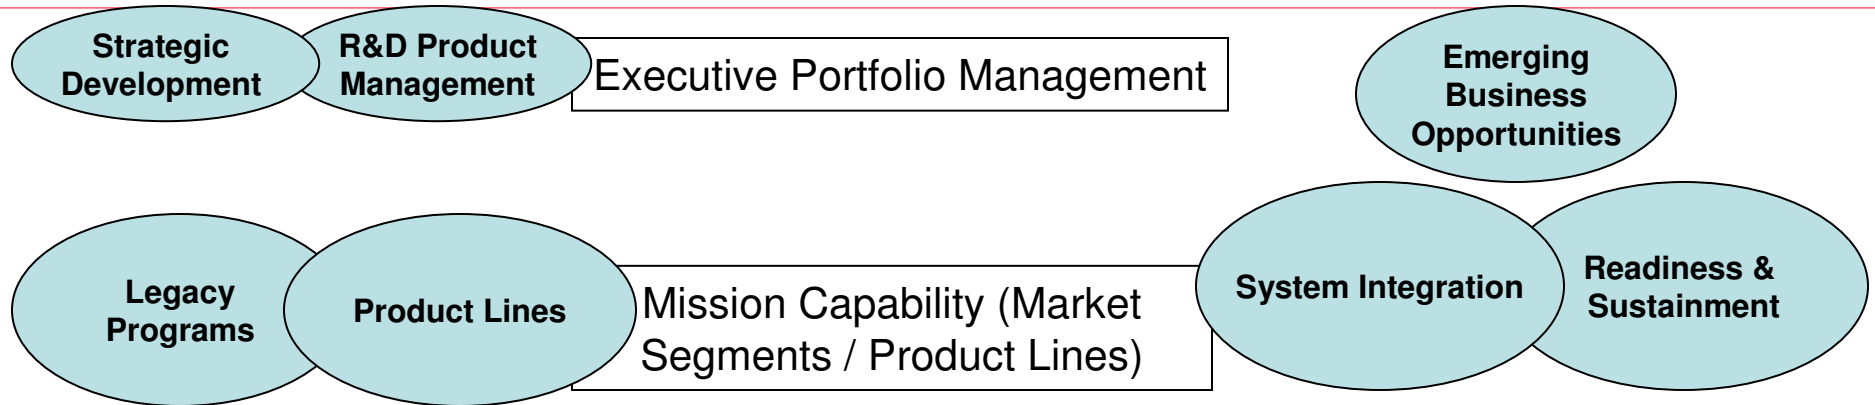 Strategic
Development
R&D Product
Management
Executive Portfolio Management
Emerging
Business
Opportunities
Legacy
Programs
Product Lines
Mission Capability (Market
Segments / Product Lines)
System Integration
Readiness &
Sustainment